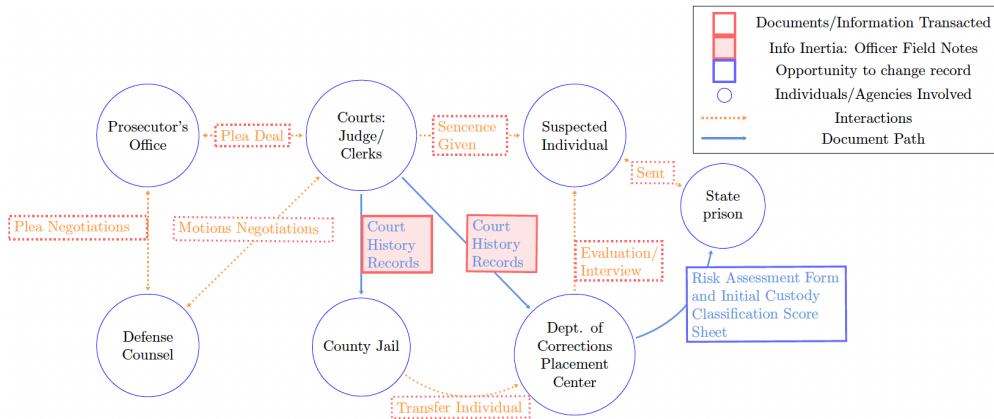 Documents/Information Transacted
Info Inertia: Officer Field Notes
Opportunity to change record
Individuals/Agencies Involved
Interactions
Document Path
Prosecutor's
Office
Plea Deal
Courts:
Judge/
Clerks
Sencence
Given
Suspected
Individual
Sent
State
prison
Plea Negotiations
Motions Negotiations
Court
History
Records
Court
History
Records
Evaluation/
Interview
Risk Assessment Form
and Initial Custody
Classification Score
Sheet
Defense
Counsel
County Jail
Dept. of
Corrections
Placement
Center
Transfer Individual